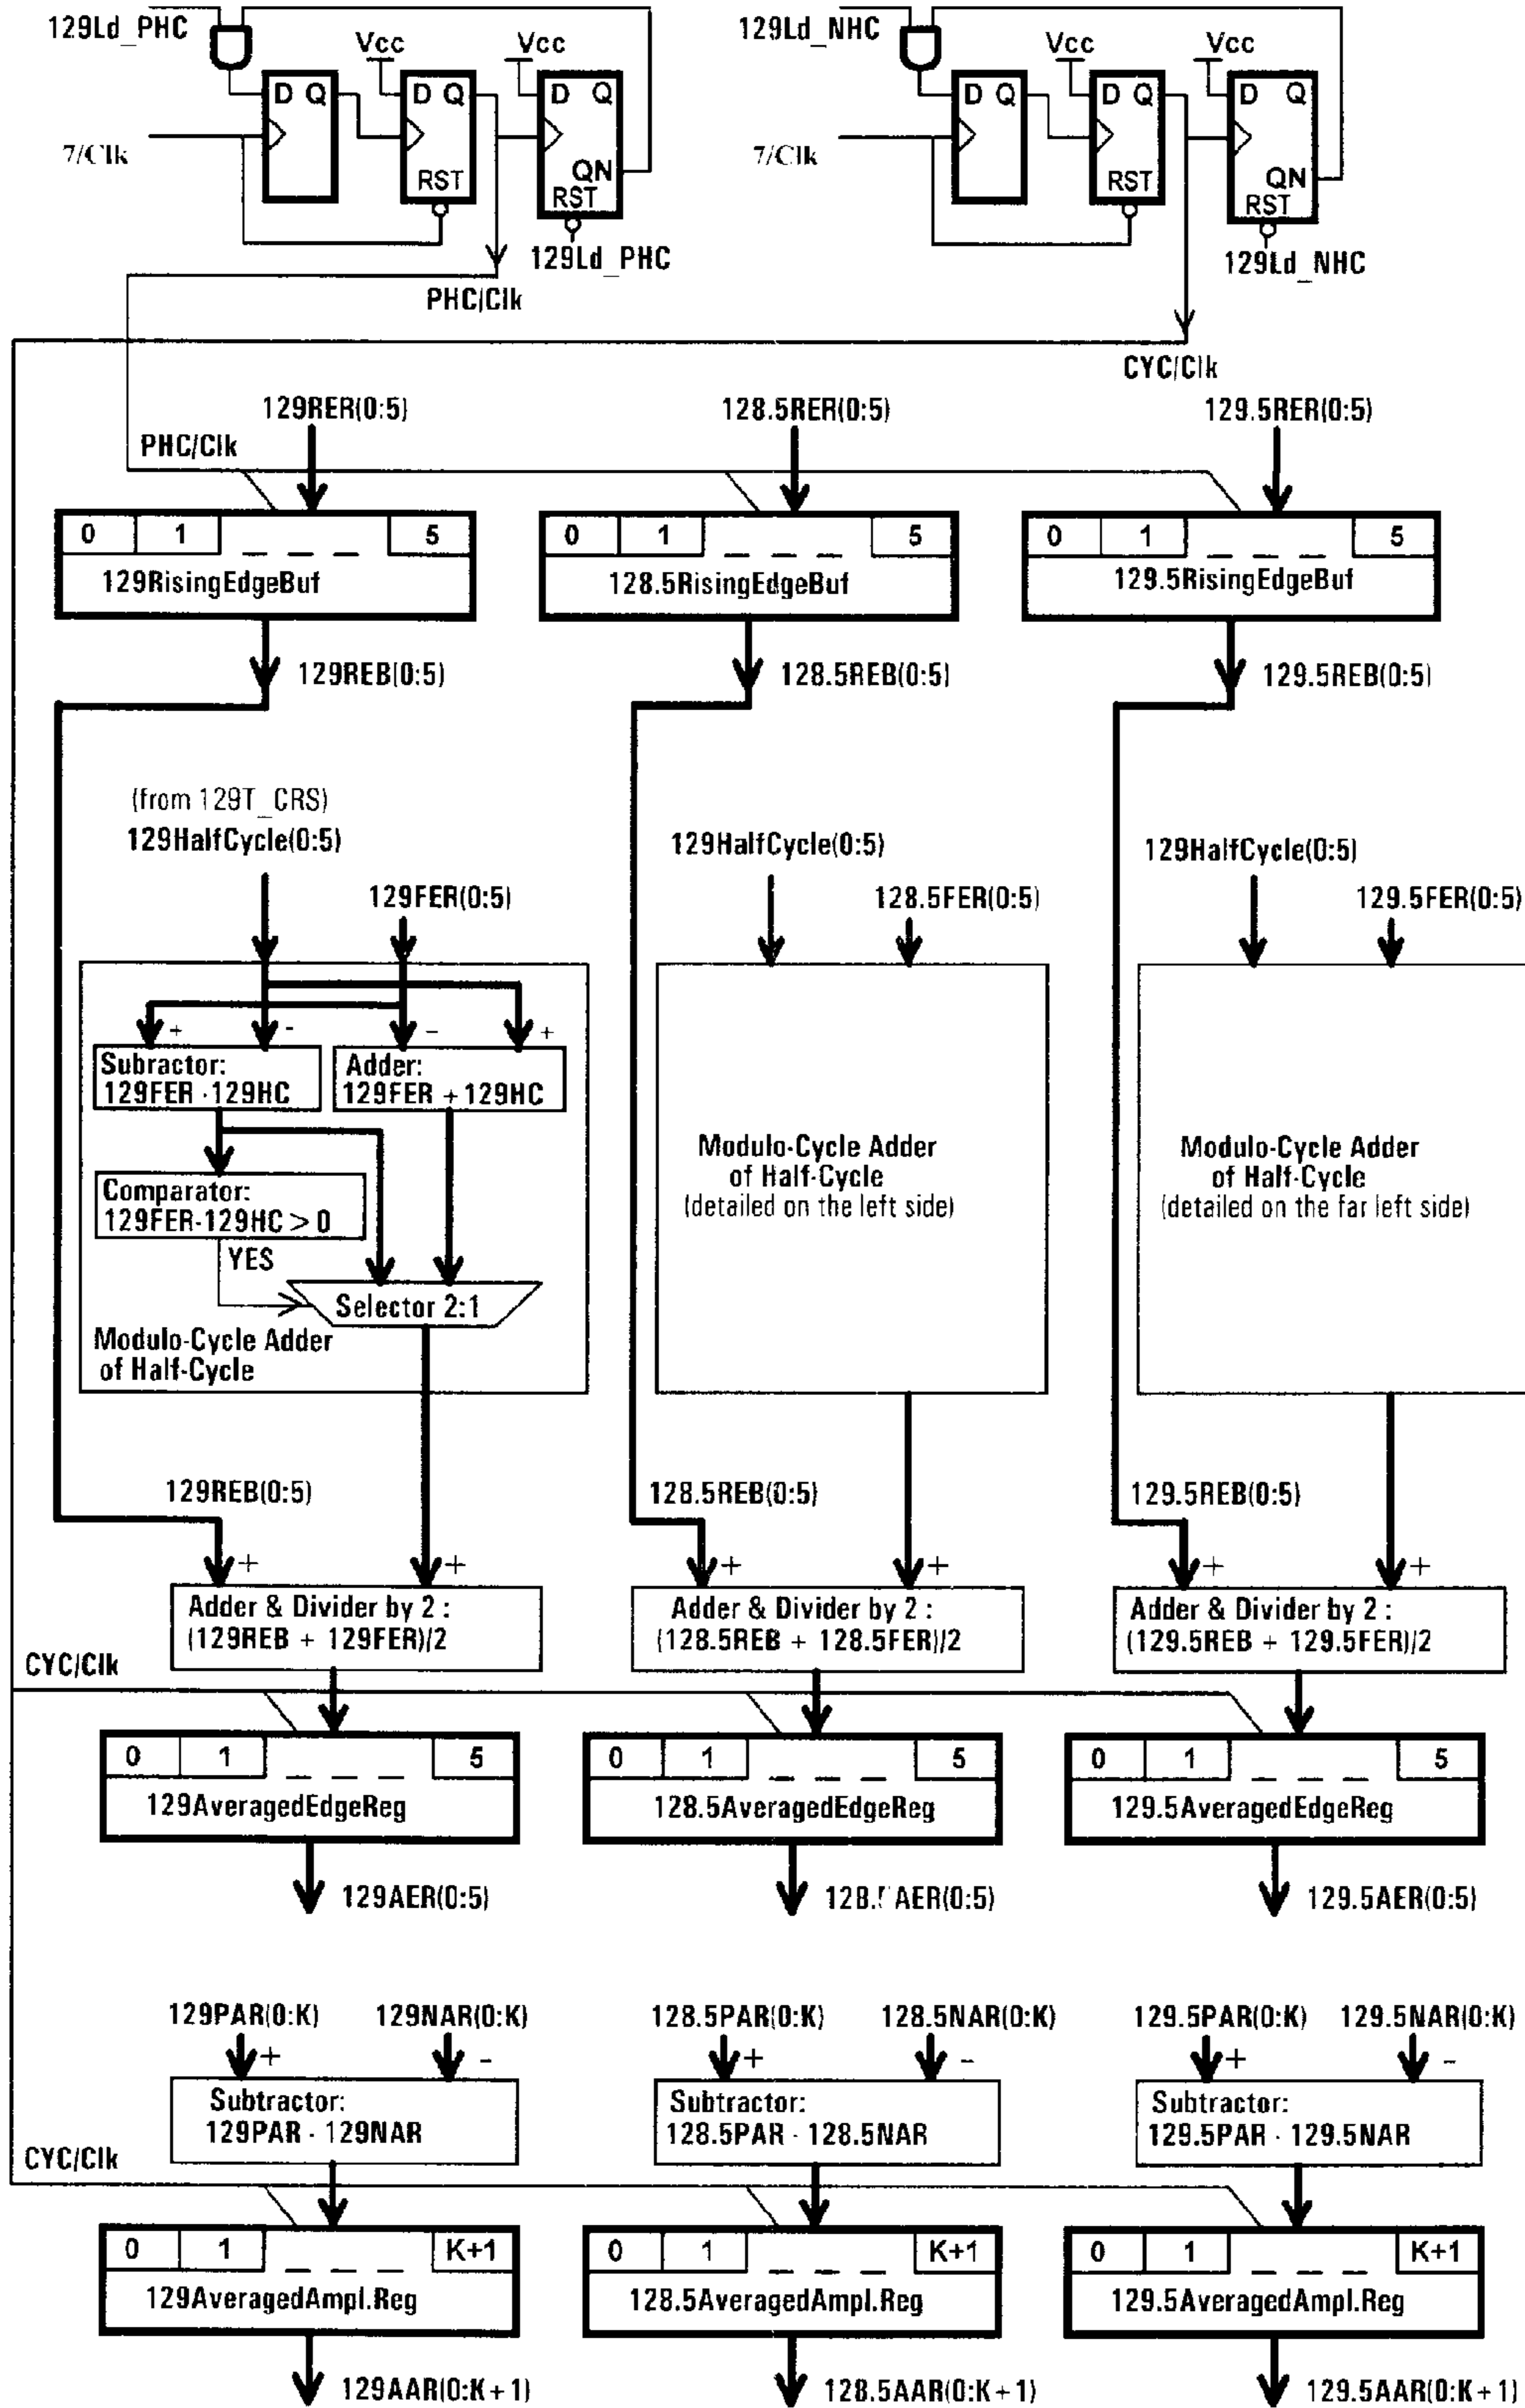 129Ld_PHC
Vcc
Vcc
129Ld_NHC
Vcc
Vcc
D Q
D Q
D Q
D Q
D Q
D Q
7/Clk
RST
QN
RST
7/Clk
RST
QN
RST
129Ld_PHC
129Ld_NHC
PHC/Clk
CYC/Clk
129RER(0:5)
128.5RER(0:5)
129.5RER(0:5)
PHC/Clk
0 1 5
0 1 5
0 1 5
129RisingEdgeBuf
128.5RisingEdgeBuf
129.5RisingEdgeBuf
129REB(0:5)
128.5REB(0:5)
129.5REB(0:5)
(from 129T_CRS)
129HalfCycle(0:5)
129HalfCycle(0:5)
129HalfCycle(0:5)
129FER(0:5)
128.5FER(0:5)
129.5FER(0:5)
+ - - +
Subractor:
129FER - 129HC
Adder:
129FER + 129HC
Comparator:
129FER-129HC > 0
YES
Selector 2:1
Modulo-Cycle Adder
of Half-Cycle
Modulo-Cycle Adder
of Half-Cycle
(detailed on the left side)
Modulo-Cycle Adder
of Half-Cycle
(detailed on the far left side)
129REB(0:5)
128.5REB(0:5)
129.5REB(0:5)
+ + + + + +
Adder & Divider by 2 :
(129REB + 129FER)/2
Adder & Divider by 2 :
(128.5REB + 128.5FER)/2
Adder & Divider by 2 :
(129.5REB + 129.5FER)/2
CYC/Clk
0 1 5
0 1 5
0 1 5
129AveragedEdgeReg
128.5AveragedEdgeReg
129.5AveragedEdgeReg
129AER(0:5)
AER(0:5)
129.5AER(0:5)
129PAR(0:K) 129NAR(0:K)
128.5PAR(0:K) 128.5NAR(0:K)
129.5PAR(0:K) 129.5NAR(0:K)
+ - + - + -
Subtractor:
129PAR - 129NAR
Subtractor:
128.5PAR - 128.5NAR
Subtractor:
129.5PAR - 129.5NAR
CYC/Clk
0 1 K+1
0 1 K+1
0 1 K+1
129AveragedAmpl.Reg
128.5AveragedAmpl.Reg
129.5AveragedAmpl.Reg
129AAR(0:K+1)
128.5AAR(0:K+1)
129.5AAR(0:K+1)